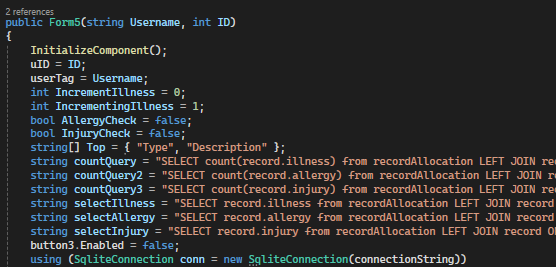 2 references
public Form5(string Username, int ID)
{
InitializeComponent();
uID = ID;
userTag = Username;
int IncrementIllness = 0;
int IncrementingIllness = 1;
bool AllergyCheck = false;
bool InjuryCheck = false;
string[] Top = { "Type", "Description" };
string countQuery = "SELECT count(record.illness) from recordAllocation LEFT JOIN rec
string countQuery2 = "SELECT count(record.allergy) from recordAllocation LEFT JOIN re
string countQuery3 = "SELECT count(record.injury) from recordAllocation LEFT JOIN rec
string selectIllness = "SELECT record.illness from recordAllocation LEFT JOIN record
string selectAllergy = "SELECT record.allergy from recordAllocation LEFT JOIN record
string selectInjury = "SELECT record.injury from recordAllocation LEFT JOIN record ON
button3.Enabled = false;
using (SqliteConnection conn = new SqliteConnection(connectionString))